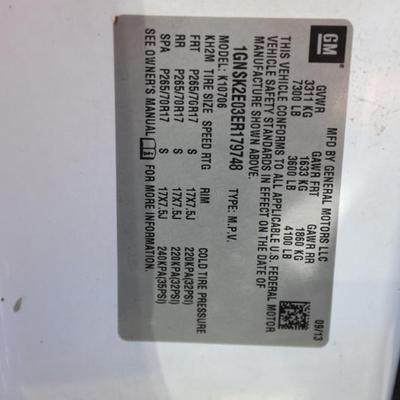 GM
MFD BY GENERAL MOTORS LLC
GVWR GAWR FRT GAWR RR
3311 KG 1633 KG 1860 KG
7300 LB 3600 LB 4100 LB
09/13
THIS VEHICLE CONFORMS TO ALL APPLICABLE U.S. FEDERAL MOTOR
VEHICLE SAFETY STANDARDS IN EFFECT ON THE DATE OF
MANUFACTURE SHOWN ABOVE.
1GNSK2E03ER179748 TYPE: M.P.V.
MODEL: K10706
KH2M TIRE SIZE SPEED RTG RIM COLD TIRE PRESSURE
FRT P265/70R17 S 17X7.5J 220KPA(32PSI)
RR P265/70R17 S 17X7.5J 220KPA(32PSI)
SPA P265/70R17 S 17X7.5J 240KPA(35PSI)
SEE OWNER'S MANUAL FOR MORE INFORMATION.